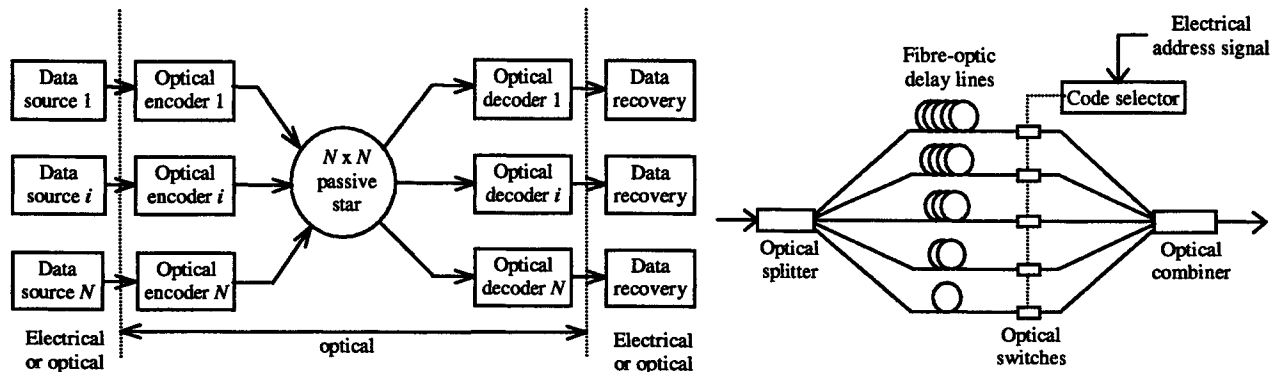 Data
source 1
Optical
encoder 1
Optical
decoder 1
Data
recovery
Data
source i
Optical
encoder i
N x N
passive
star
Optical
decoder i
Data
recovery
Data
source N
Optical
encoder N
Optical
decoder N
Data
recovery
Electrical
or optical
optical
Electrical
or optical
Electrical
address signal
Fibre-optic
delay lines
Code selector
Optical
splitter
Optical
combiner
Optical
switches